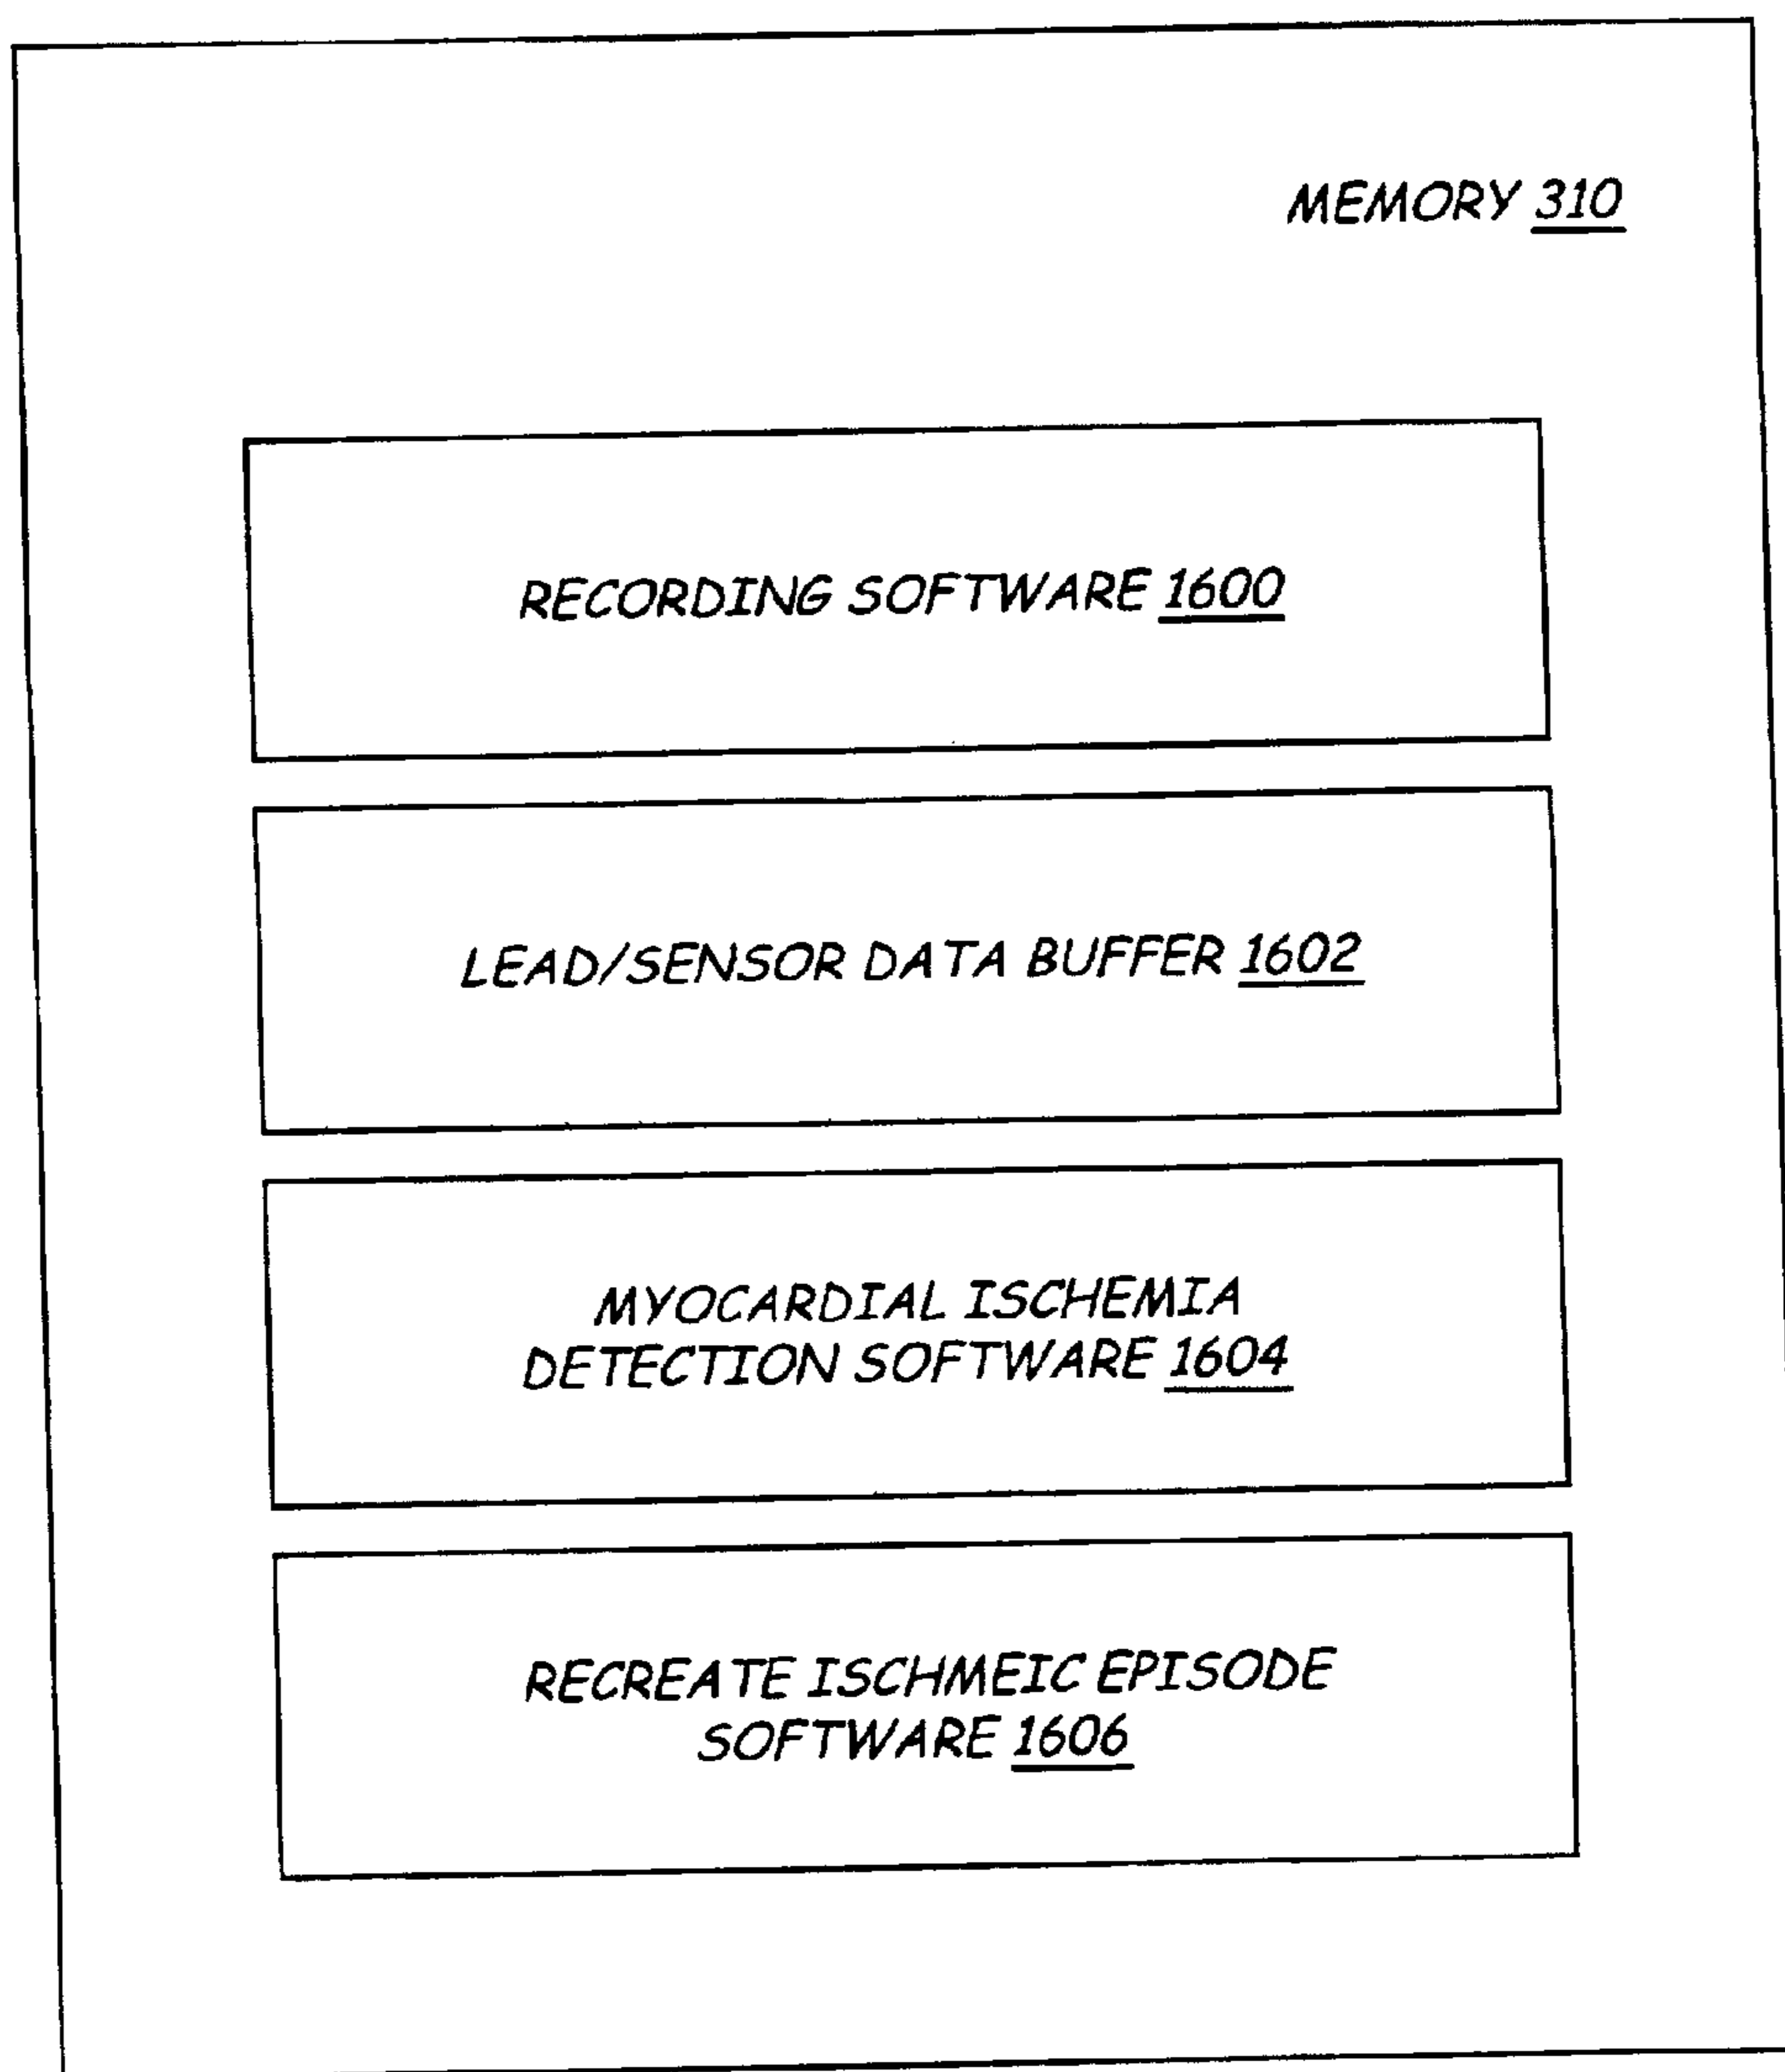 MEMORY 310
RECORDING SOFTWARE 1600
LEAD/SENSOR DATA BUFFER 1602
MYOCARDIAL ISCHEMIA
DETECTION SOFTWARE 1604
RECREATE ISCHMEIC EPISODE
SOFTWARE 1606